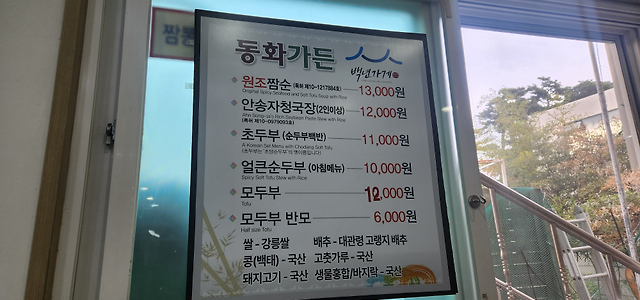 짬뽕
동화가든
백년가게
원조짬순 (특허 제10-1217884호) 13,000원
Original Spicy Seafood and Soft Tofu Soup with Rice
안송자청국장 (2인이상) 12,000원
Ahn Song-ja's Rich Soybean Paste Stew with Rice
(특허 제10-0979093호)
초두부 (순두부백반) 11,000원
A Korean Set Menu with Chodang Soft Tofu
얼큰순두부 (아침메뉴) 10,000원
Spicy Soft Tofu Stew with Rice
모두부 12,000원
Tofu
모두부 반모 6,000원
Half size Tofu
쌀 - 강릉쌀 배추 - 대관령 고랭지 배추
콩(백태) - 국산 고춧가루 - 국산
돼지고기 - 국산 생물홍합/바지락 - 국산